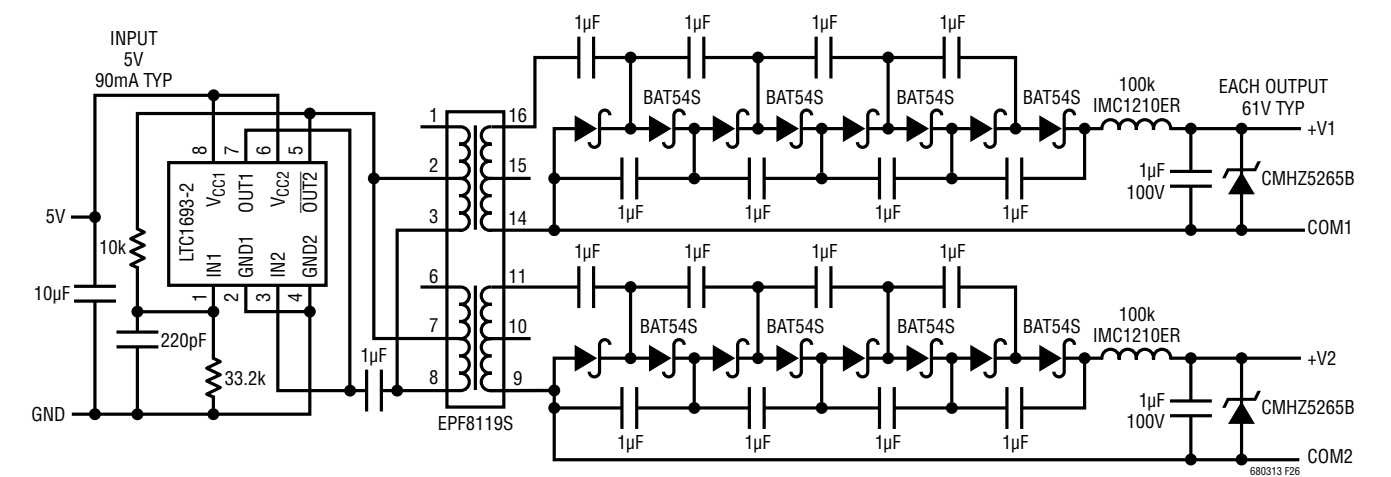 INPUT
5V
90mA TYP
5V
10µF
GND
10k
220pF
33.2k
8
7
6
5
VCC1
OUT1
VCC2
OUT2
LTC1693-2
IN1
GND1
IN2
GND2
1
2
3
4
1µF
1
2
3
6
7
8
16
15
14
11
10
9
EPF8119S
1µF
1µF
1µF
1µF
BAT54S
BAT54S
BAT54S
BAT54S
1µF
1µF
1µF
1µF
100k
IMC1210ER
EACH OUTPUT
61V TYP
+V1
1µF
100V
CMHZ5265B
COM1
1µF
1µF
1µF
1µF
BAT54S
BAT54S
BAT54S
BAT54S
1µF
1µF
1µF
1µF
100k
IMC1210ER
+V2
1µF
100V
CMHZ5265B
COM2
680313 F26